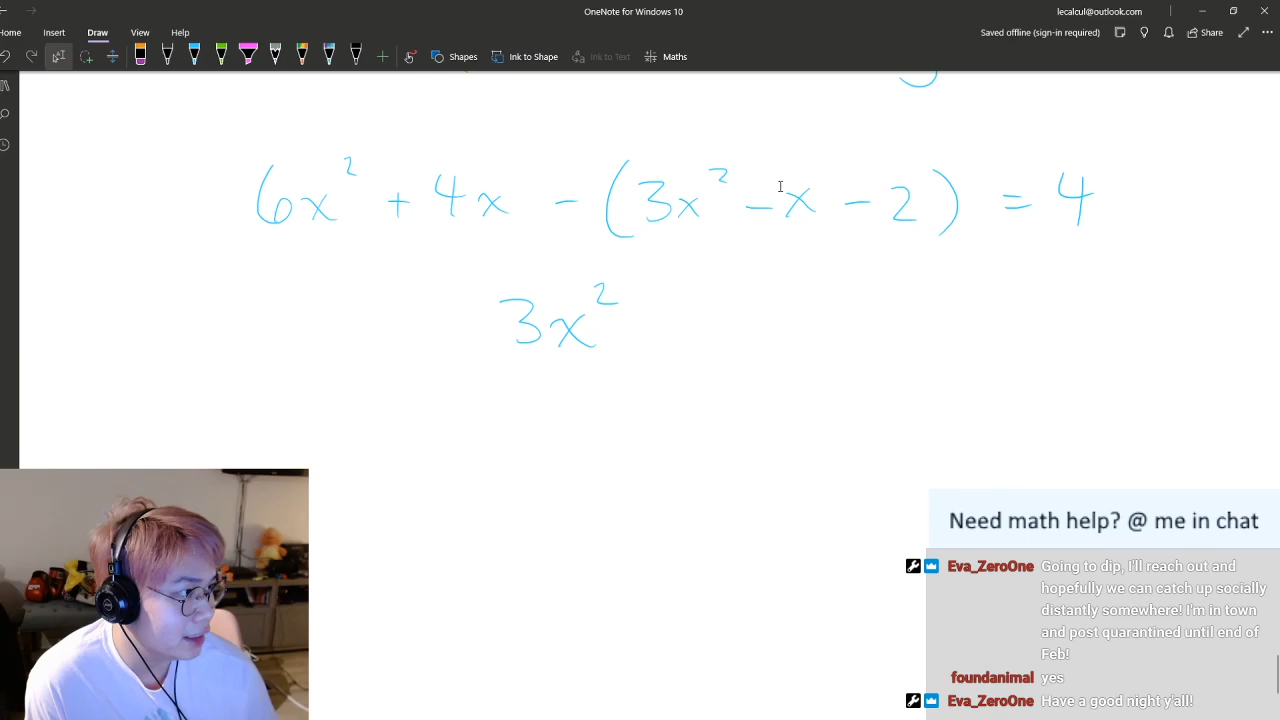 OneNote for Windows 10
lecalcul@outlook.com
Home Insert Draw View Help
Saved offline (sign-in required)
Share
Shapes
Ink to Shape
Ink to Text
Maths
6x² + 4x - (3x² - x - 2) = 4
3x²
Need math help? @ me in chat
Eva_ZeroOne Going to dip, I'll reach out and
hopefully we can catch up socially
distantly somewhere! I'm in town
and post quarantined until end of
Feb!
foundanimal yes
Eva_ZeroOne Have a good night y'all!